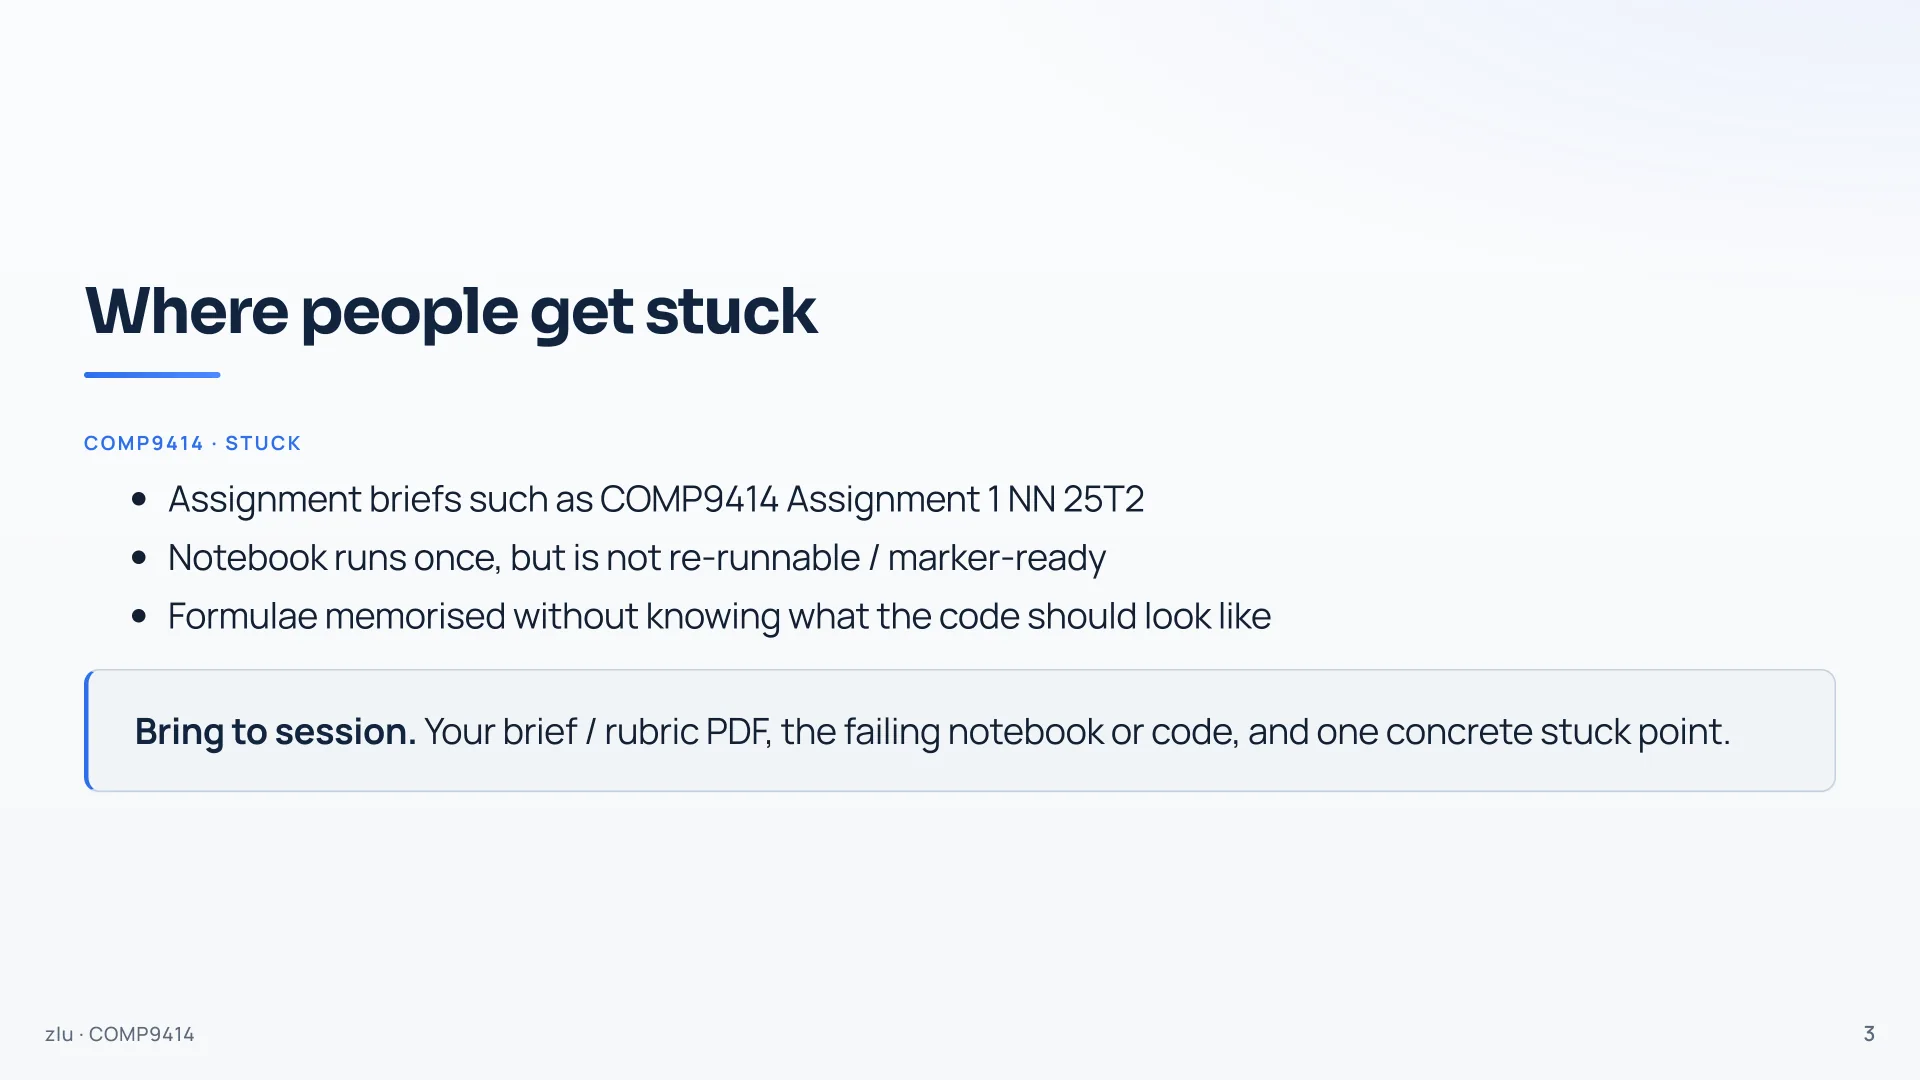 Where people get stuck
COMP9414 · STUCK
• Assignment briefs such as COMP9414 Assignment 1 NN 25T2
• Notebook runs once, but is not re-runnable / marker-ready
• Formulae memorised without knowing what the code should look like
Bring to session. Your brief / rubric PDF, the failing notebook or code, and one concrete stuck point.
zlu · COMP9414
3